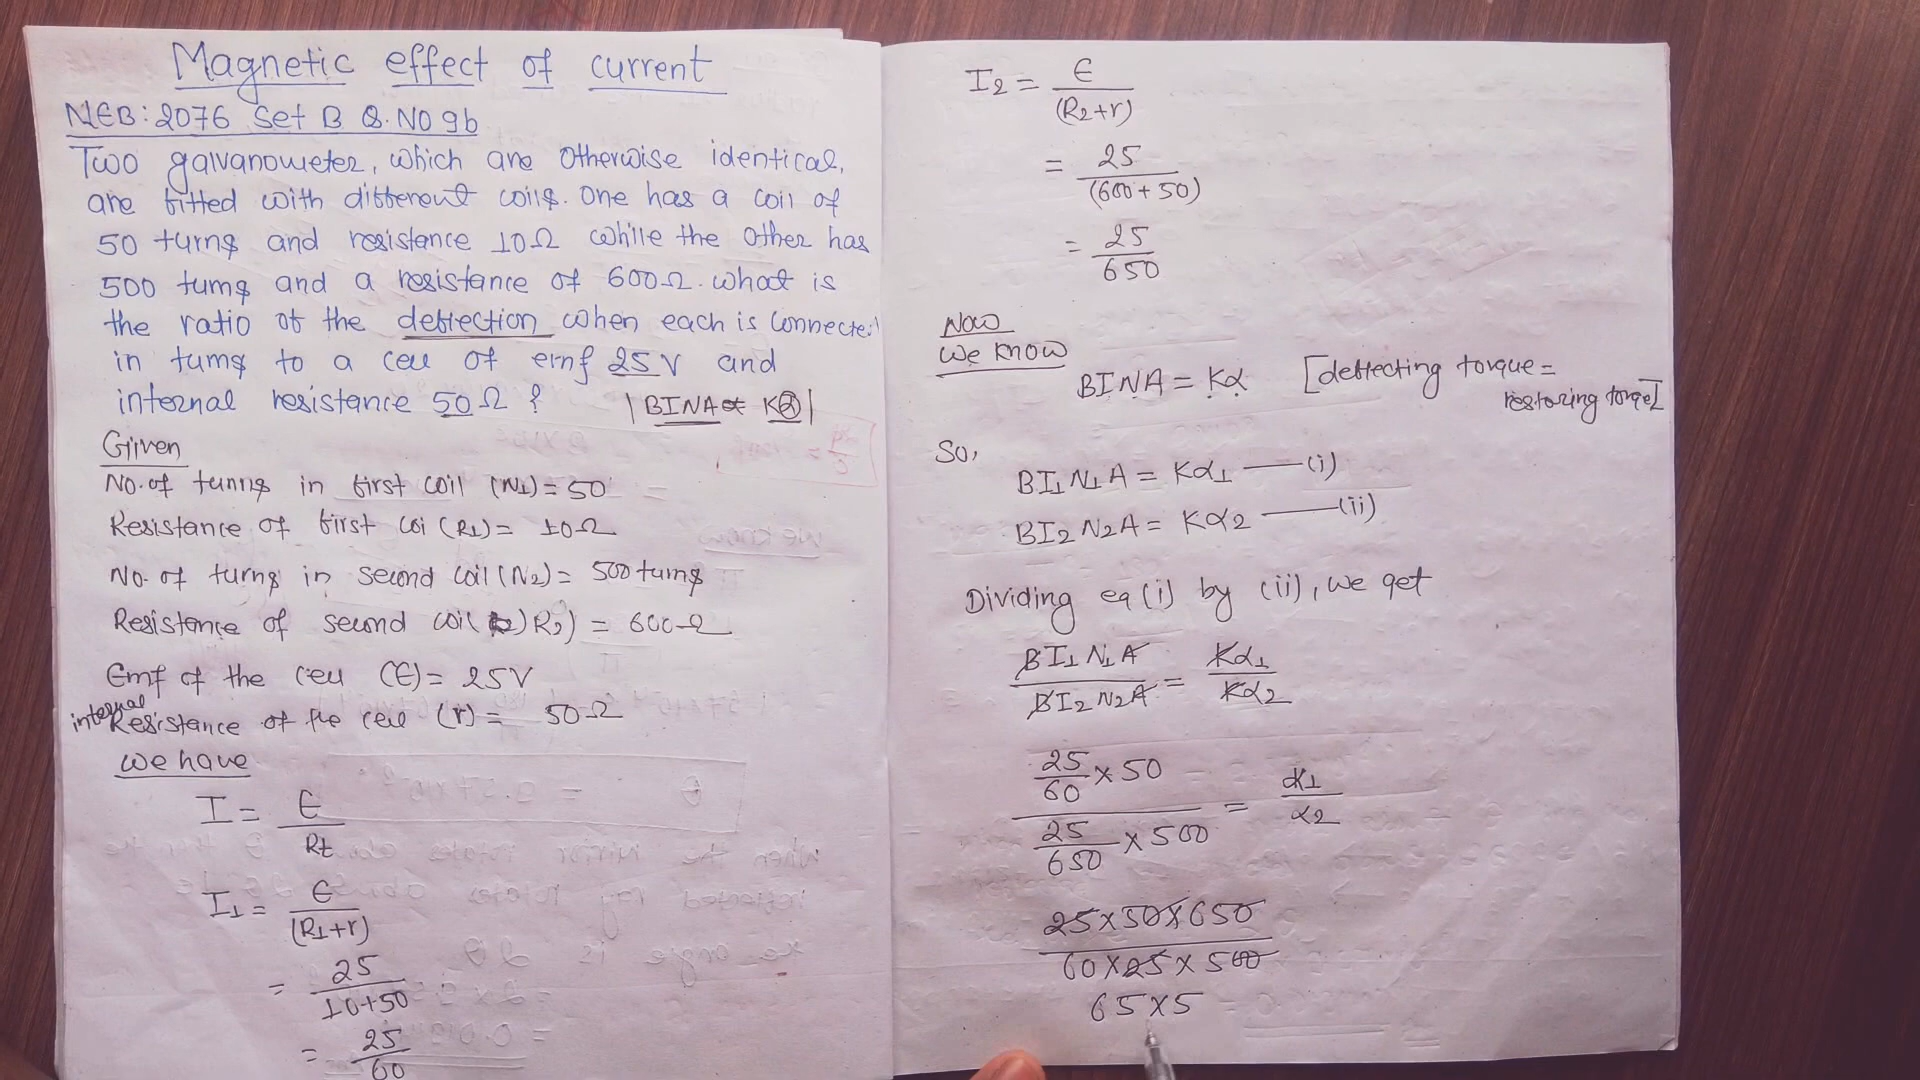 Magnetic effect of current
NEB: 2076 Set B Q. NO 9b
Two galvanometer, which are otherwise identical,
are fitted with different coils. One has a coil of
50 turns and resistance 10Ω while the other has
500 turns and a resistance of 600Ω. what is
the ratio of the deflection when each is connected
in turns to a cell of emf 25 V and
internal resistance 50Ω ? |BINA ∝ Kα|
Given
No. of turns in first coil (N1) = 50
Resistance of first coi (R1) = 10Ω
No. of turns in second coil (N2) = 500 turns
Resistance of second coil R2) = 600Ω
Emf of the cell (E) = 25V
internal
Resistance of the cell (r) = 50Ω
we have
I = E / Rt
I1 = E / (R1+r)
= 25 / 10+50
= 25 / 60
I2 = E / (R2+r)
= 25 / (600+50)
= 25 / 650
Now
we know
BINA = Kα [deflecting torque =
restoring torque]
So,
BI1N1A = Kα1 —— (i)
BI2N2A = Kα2 —— (ii)
Dividing eq (i) by (ii), we get
BI1N1A / BI2N2A = Kα1 / Kα2
25/60 × 50 / 25/650 × 500 = α1 / α2
25×50×650 / 60×25×500
65×5